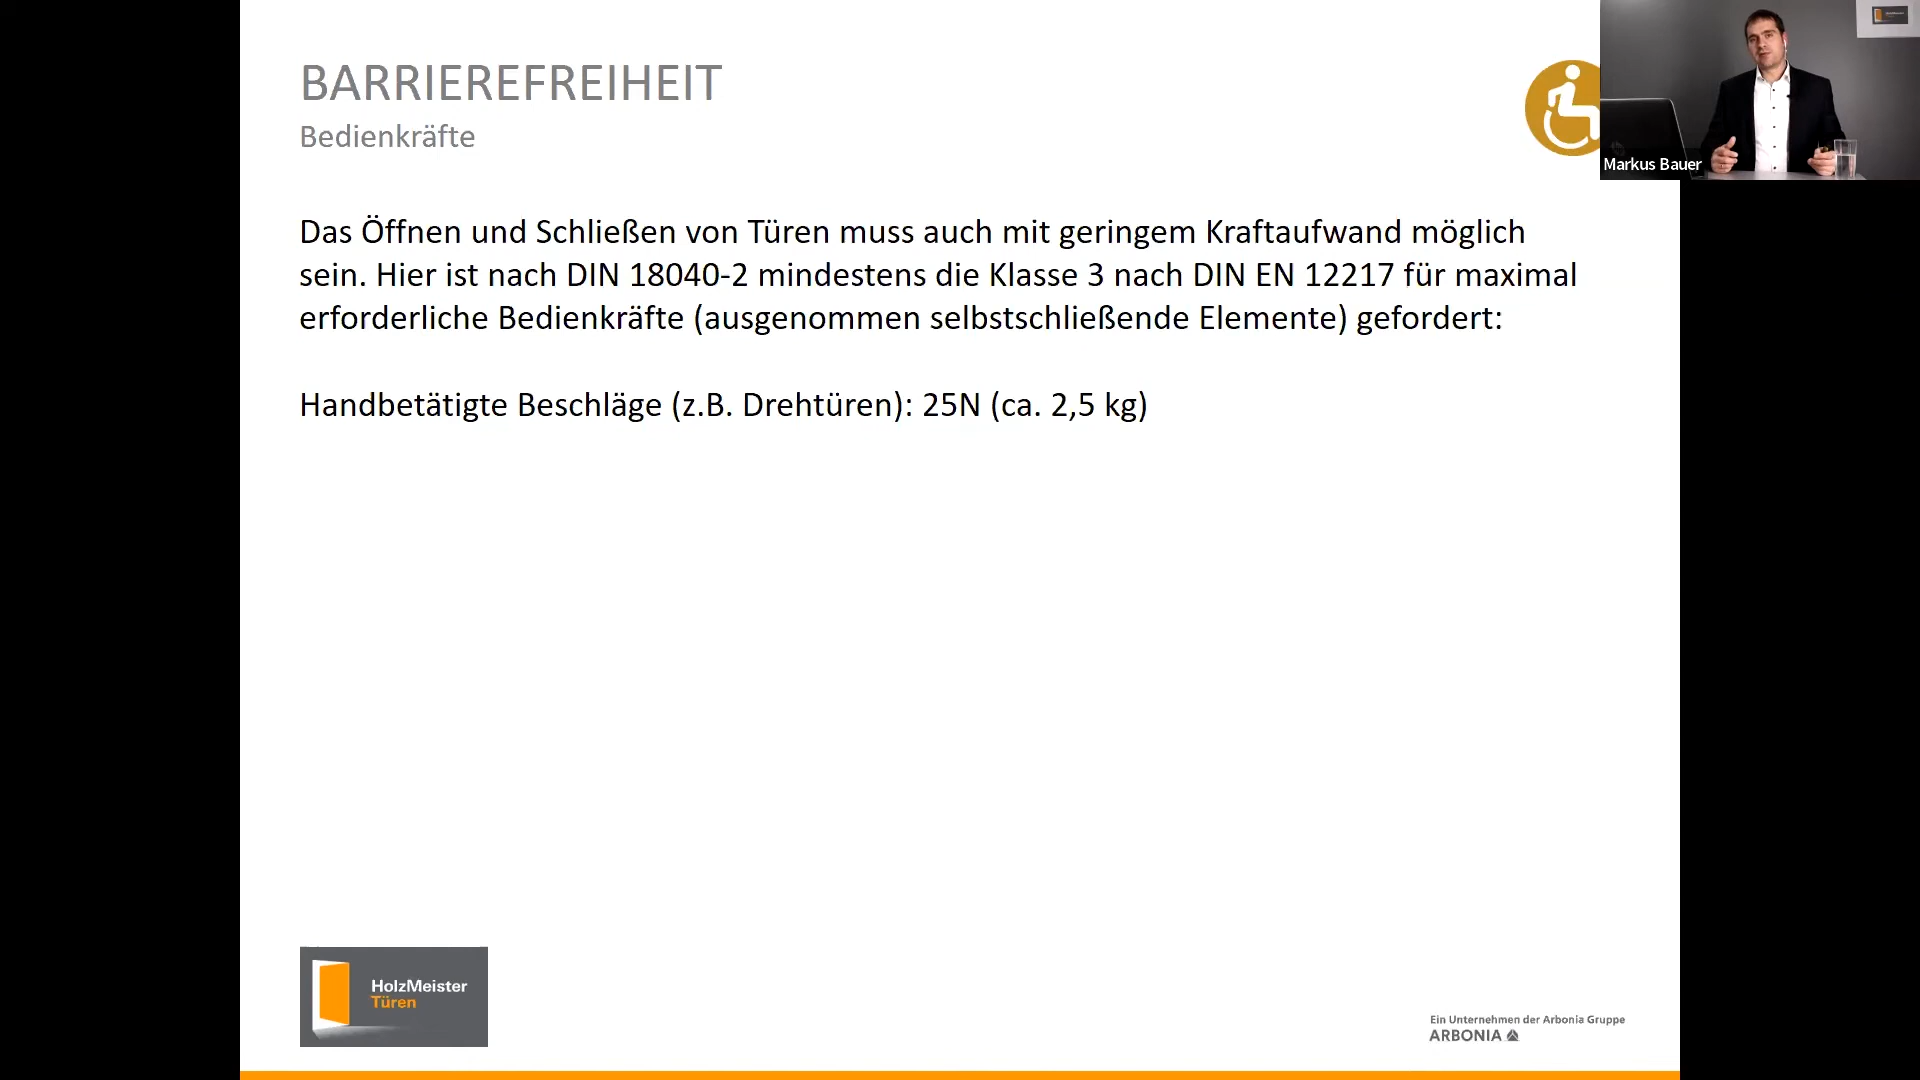 BARRIEREFREIHEIT
Bedienkräfte
Markus Bauer
Das Öffnen und Schließen von Türen muss auch mit geringem Kraftaufwand möglich
sein. Hier ist nach DIN 18040-2 mindestens die Klasse 3 nach DIN EN 12217 für maximal
erforderliche Bedienkräfte (ausgenommen selbstschließende Elemente) gefordert:
Handbetätigte Beschläge (z.B. Drehtüren): 25N (ca. 2,5 kg)
HolzMeister
Türen
Ein Unternehmen der Arbonia Gruppe
ARBONIA